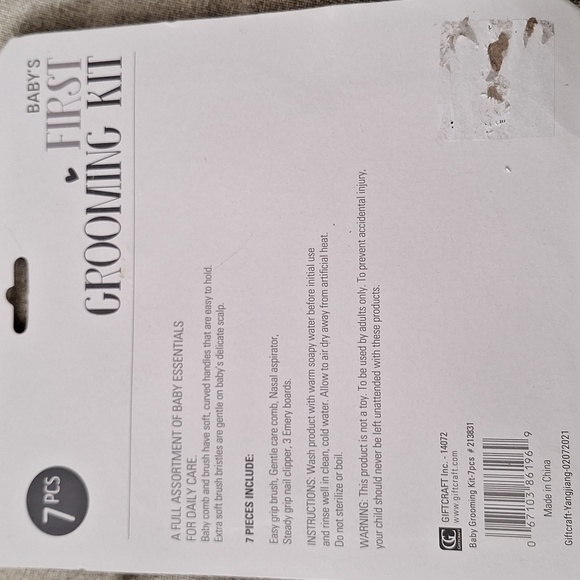 7 PCS
BABY'S
FIRST
GROOMING KIT
A FULL ASSORTMENT OF BABY ESSENTIALS
FOR DAILY CARE.
Baby comb and brush have soft, curved handles that are easy to hold.
Extra soft brush bristles are gentle on baby's delicate scalp.
7 PIECES INCLUDE:
Easy grip brush, Gentle care comb, Nasal aspirator,
Steady grip nail clipper, 3 Emery boards.
INSTRUCTIONS: Wash product with warm soapy water before initial use
and rinse well in clean, cold water. Allow to air dry away from artificial heat.
Do not sterilize or boil.
WARNING: This product is not a toy. To be used by adults only. To prevent accidental injury,
your child should never be left unattended with these products.
GIFTCRAFT Inc. - 14072
www.giftcraft.com
Baby Grooming Kit-7pcs #213831
0 67103 86196 9
Made in China
Giftcraft-Yangjiang-02072021